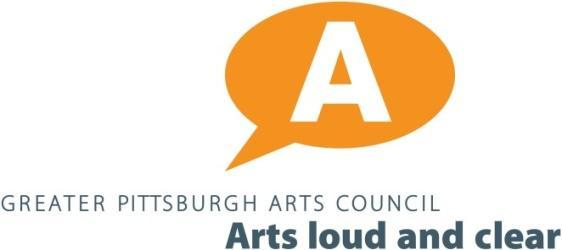 A
GREATER PITTSBURGH ARTS COUNCIL
Arts loud and clear